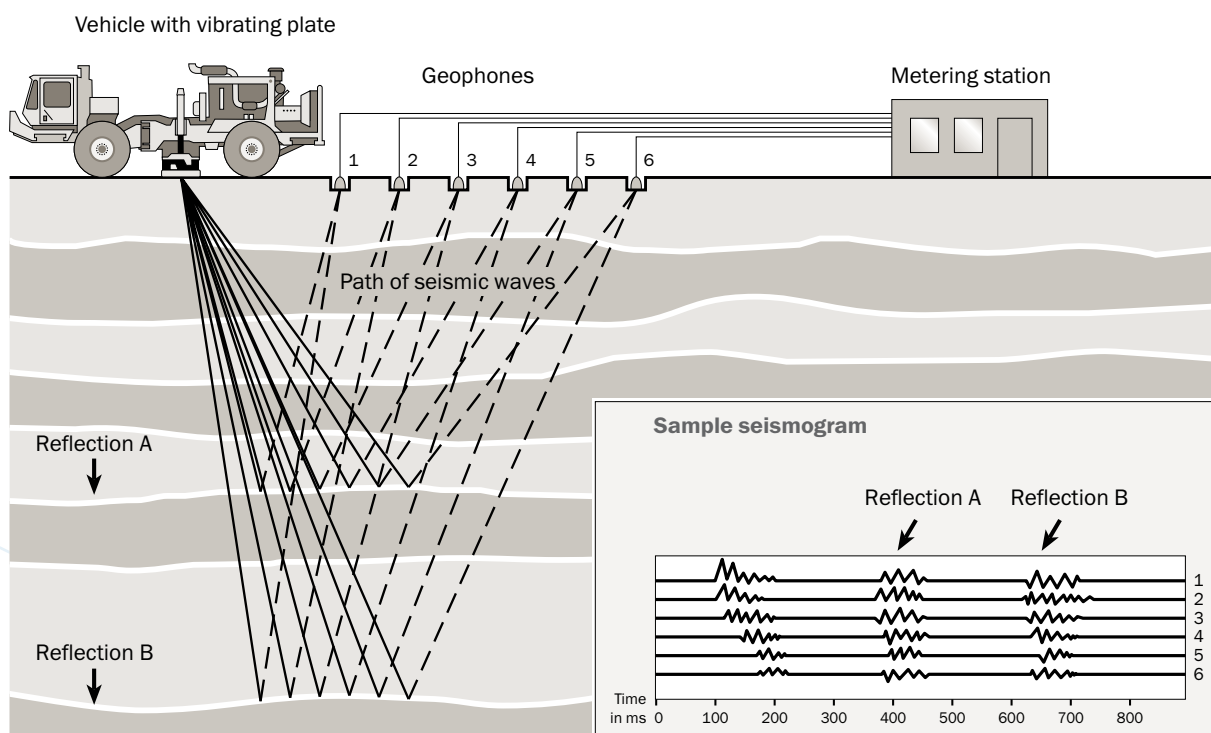 Vehicle with vibrating plate
Geophones
Metering station
1 2 3 4 5 6
Path of seismic waves
Reflection A
Reflection B
Sample seismogram
Reflection A Reflection B
1
2
3
4
5
6
Time
in ms 0 100 200 300 400 500 600 700 800